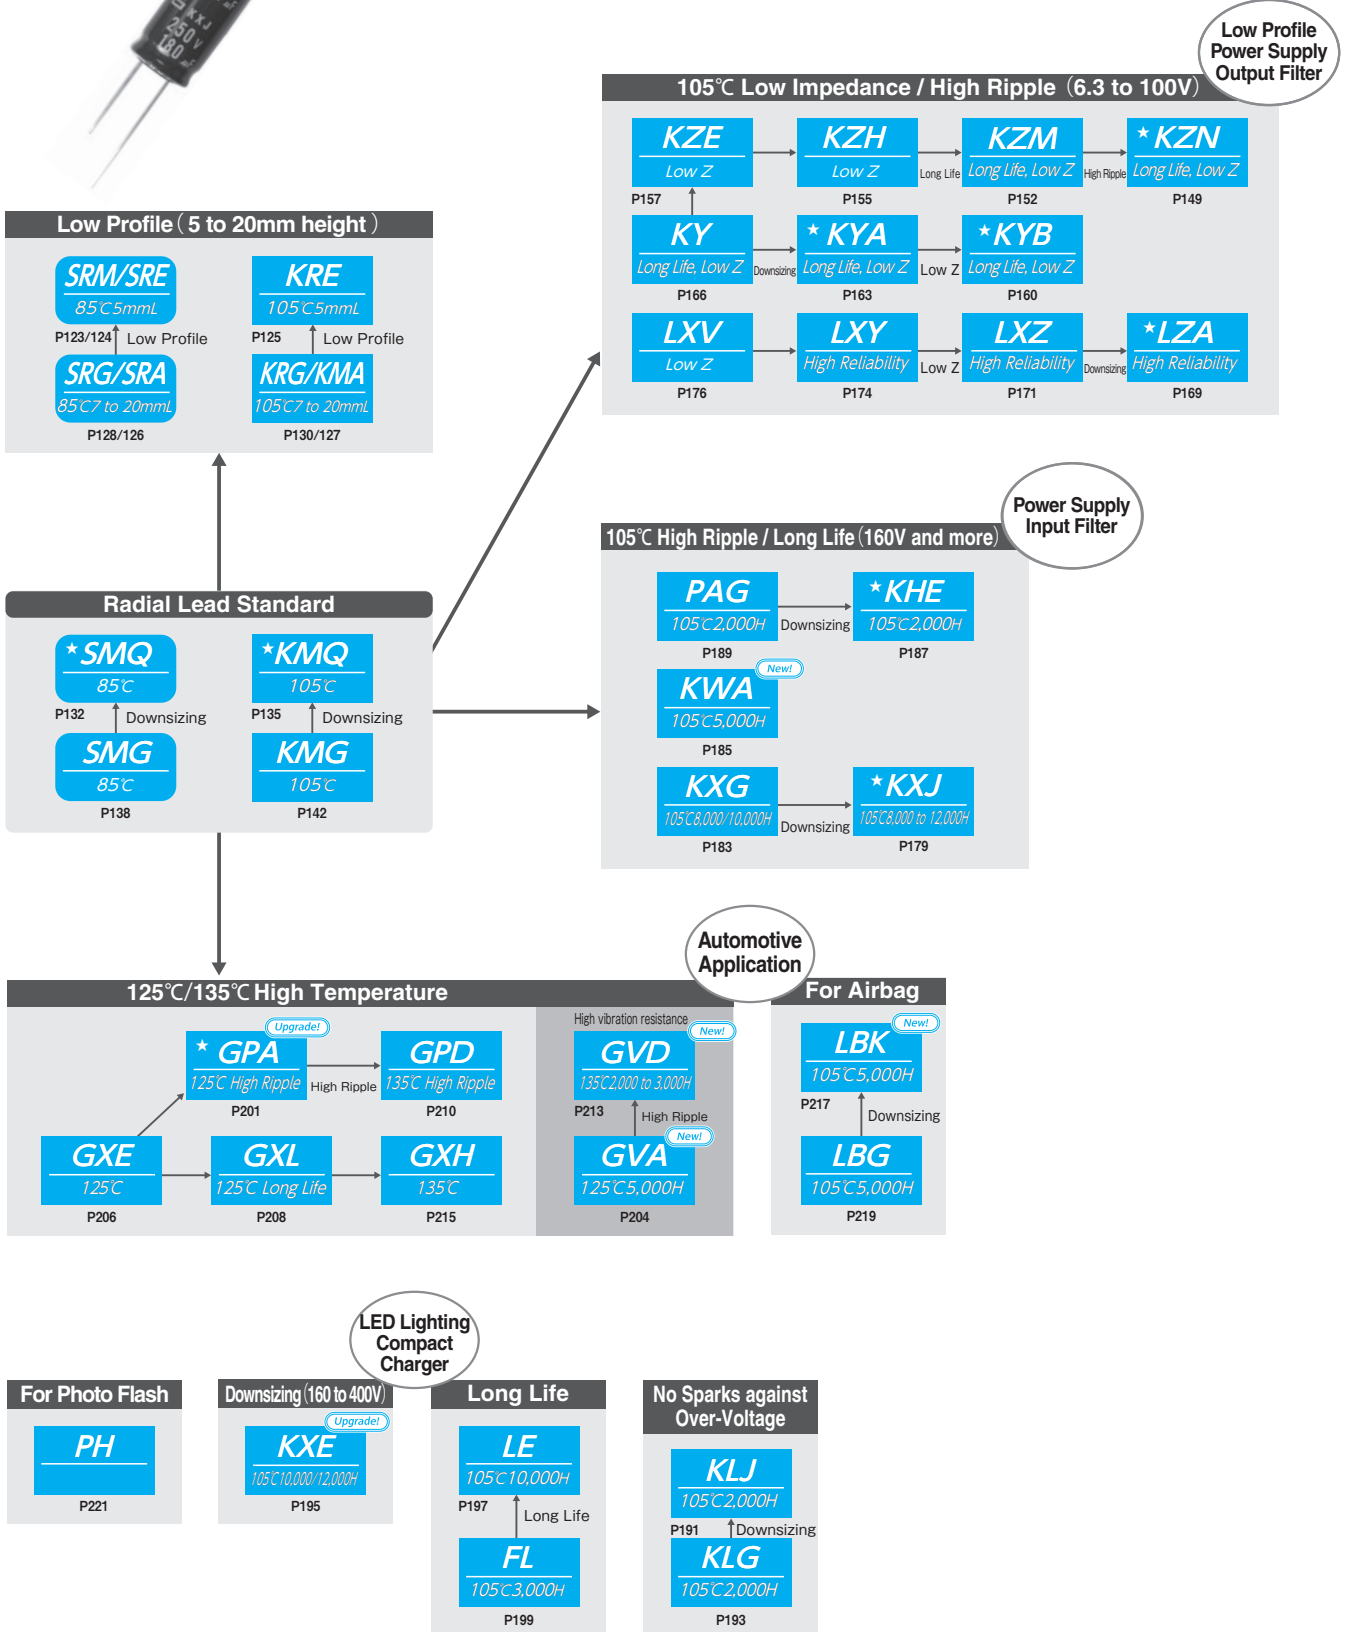 KXJ
250V
180μF
Low Profile
Power Supply
Output Filter
105℃ Low Impedance / High Ripple（6.3 to 100V）
KZE
Low Z
P157
KZH
Low Z
P155
Long Life
KZM
Long Life, Low Z
P152
High Ripple
★KZN
Long Life, Low Z
P149
KY
Long Life, Low Z
P166
Downsizing
★KYA
Long Life, Low Z
P163
Low Z
★KYB
Long Life, Low Z
P160
LXV
Low Z
P176
LXY
High Reliability
P174
Low Z
LXZ
High Reliability
P171
Downsizing
★LZA
High Reliability
P169
Low Profile（5 to 20mm height）
SRM/SRE
85℃5mmL
P123/124
Low Profile
SRG/SRA
85℃7 to 20mmL
P128/126
KRE
105℃5mmL
P125
Low Profile
KRG/KMA
105℃7 to 20mmL
P130/127
Power Supply
Input Filter
105℃ High Ripple / Long Life（160V and more）
PAG
105℃2,000H
P189
Downsizing
★KHE
105℃2,000H
P187
New!
KWA
105℃5,000H
P185
KXG
105℃8,000/10,000H
P183
Downsizing
★KXJ
105℃8,000 to 12,000H
P179
Radial Lead Standard
★SMQ
85℃
P132
Downsizing
SMG
85℃
P138
★KMQ
105℃
P135
Downsizing
KMG
105℃
P142
Automotive
Application
125℃/135℃ High Temperature
Upgrade!
★ GPA
125℃ High Ripple
P201
High Ripple
GPD
135℃ High Ripple
P210
GXE
125℃
P206
GXL
125℃ Long Life
P208
GXH
135℃
P215
High vibration resistance
New!
GVD
135℃2,000 to 3,000H
P213
High Ripple
New!
GVA
125℃5,000H
P204
For Airbag
New!
LBK
105℃5,000H
P217
Downsizing
LBG
105℃5,000H
P219
LED Lighting
Compact
Charger
For Photo Flash
PH
P221
Downsizing（160 to 400V）
Upgrade!
KXE
105℃10,000/12,000H
P195
Long Life
LE
105℃10,000H
P197
Long Life
FL
105℃3,000H
P199
No Sparks against
Over-Voltage
KLJ
105℃2,000H
P191
Downsizing
KLG
105℃2,000H
P193